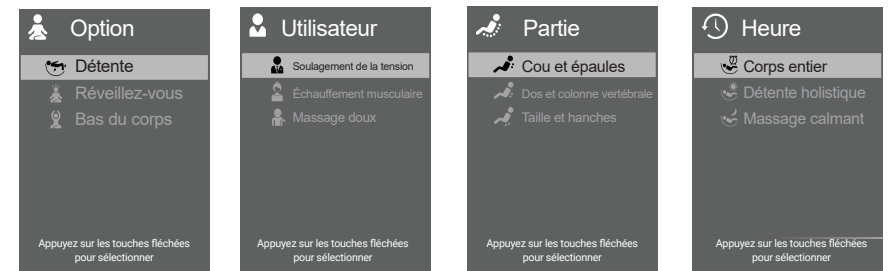 Option
Détente
Réveillez-vous
Bas du corps
Appuyez sur les touches fléchées
pour sélectionner
Utilisateur
Soulagement de la tension
Échauffement musculaire
Massage doux
Appuyez sur les touches fléchées
pour sélectionner
Partie
Cou et épaules
Dos et colonne vertébrale
Taille et hanches
Appuyez sur les touches fléchées
pour sélectionner
Heure
Corps entier
Détente holistique
Massage calmant
Appuyez sur les touches fléchées
pour sélectionner